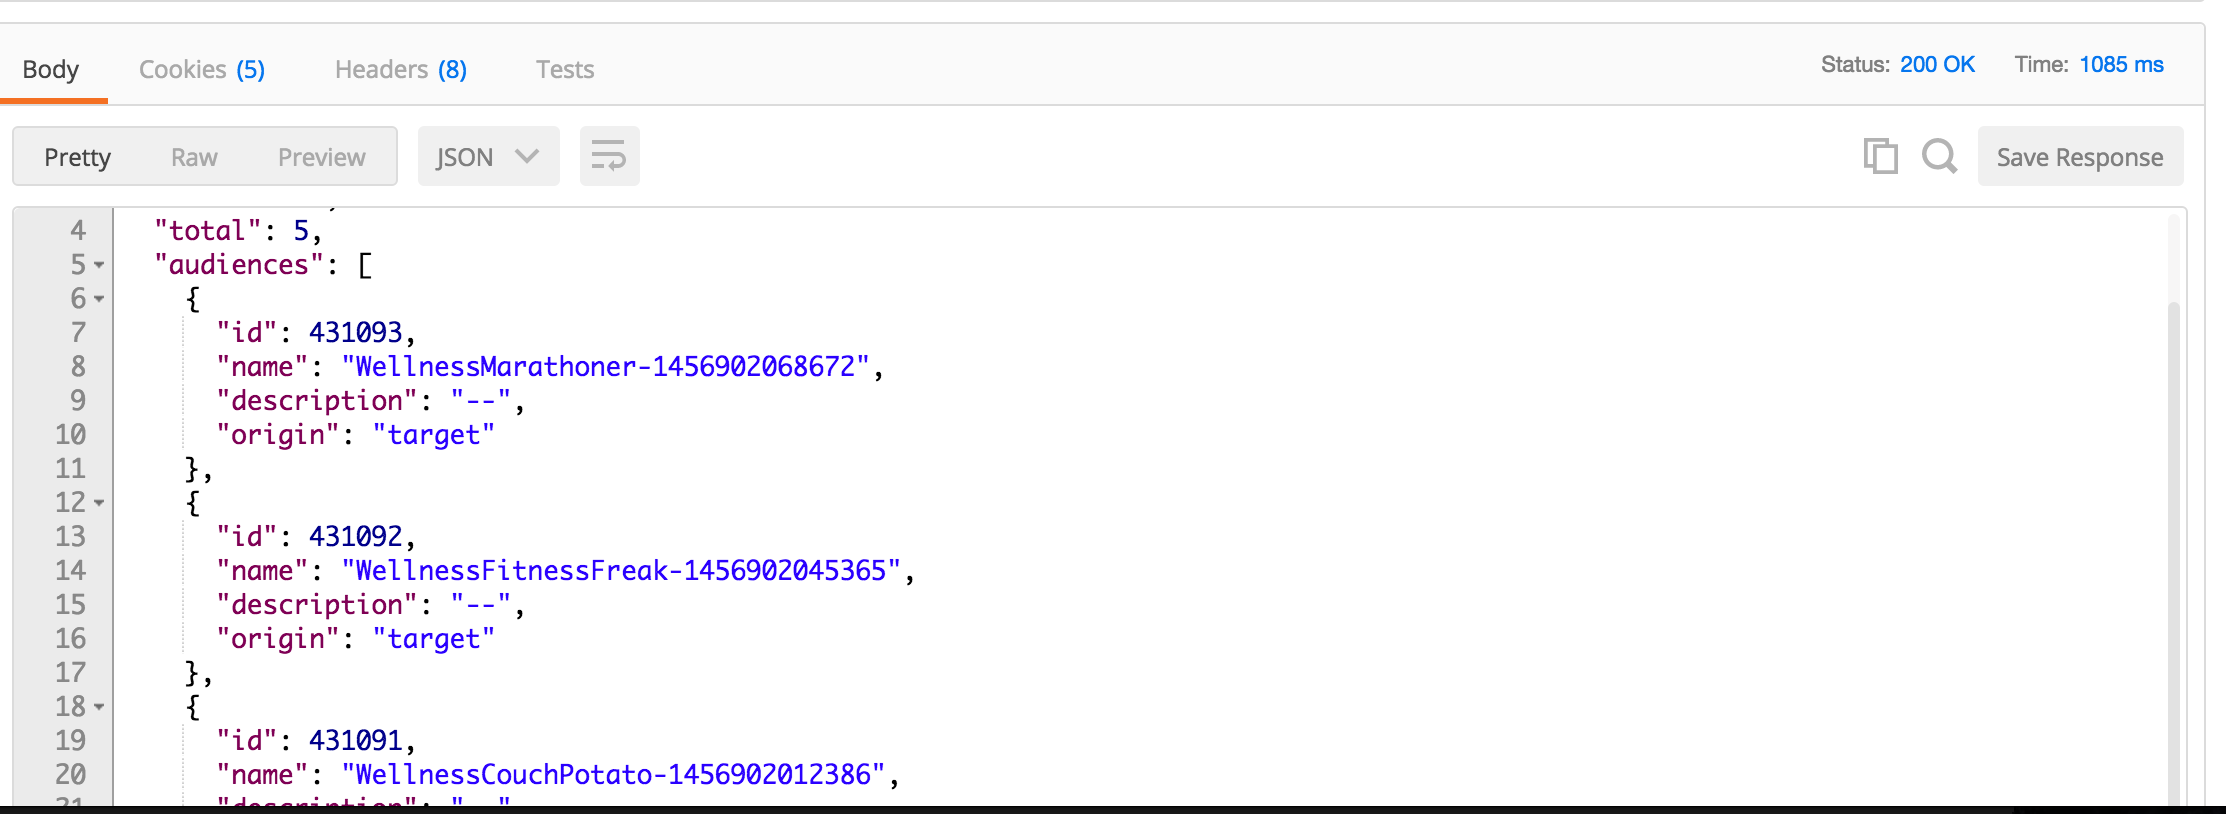 Body Cookies (5) Headers (8) Tests Status: 200 OK Time: 1085 ms
Pretty Raw Preview JSON Save Response
4 "total": 5,
5 "audiences": [
6 {
7 "id": 431093,
8 "name": "WellnessMarathoner-1456902068672",
9 "description": "--",
10 "origin": "target"
11 },
12 {
13 "id": 431092,
14 "name": "WellnessFitnessFreak-1456902045365",
15 "description": "--",
16 "origin": "target"
17 },
18 {
19 "id": 431091,
20 "name": "WellnessCouchPotato-1456902012386",
21 "description": "--"